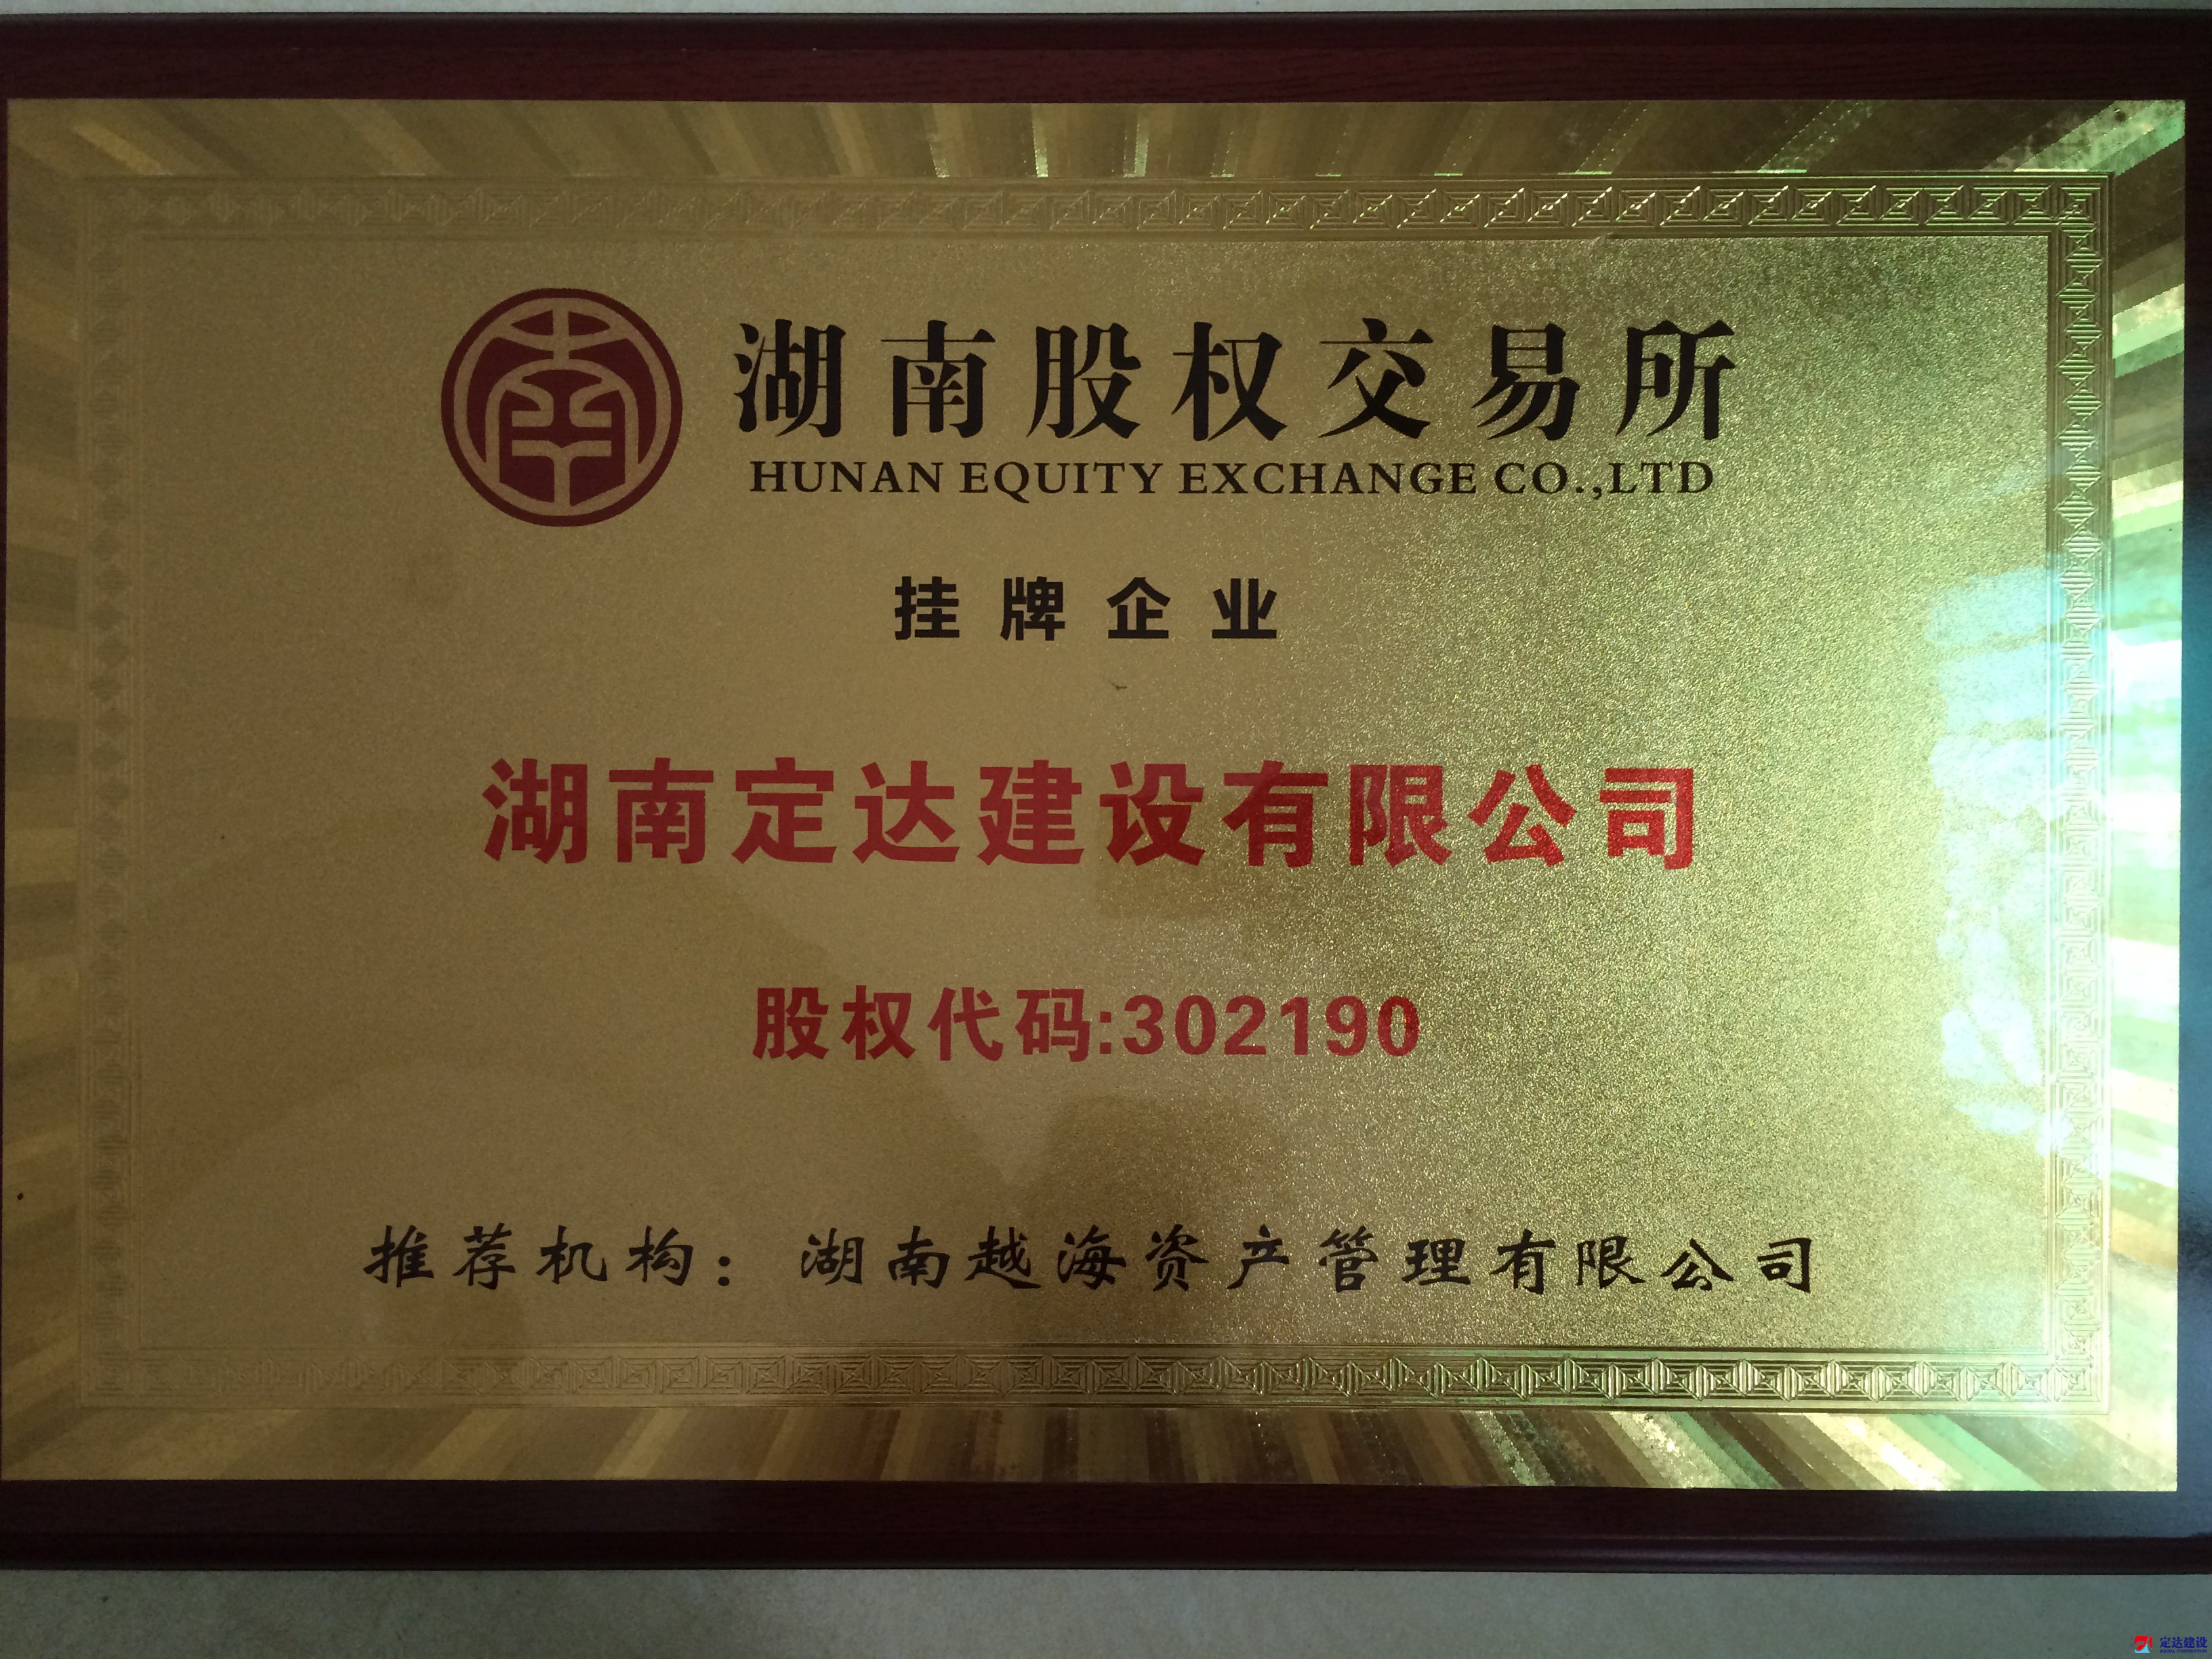 湖南股权交易所
HUNAN EQUITY EXCHANGE CO.,LTD
挂牌企业
湖南定达建设有限公司
股权代码:302190
推荐机构：湖南越海资产管理有限公司
定达建设